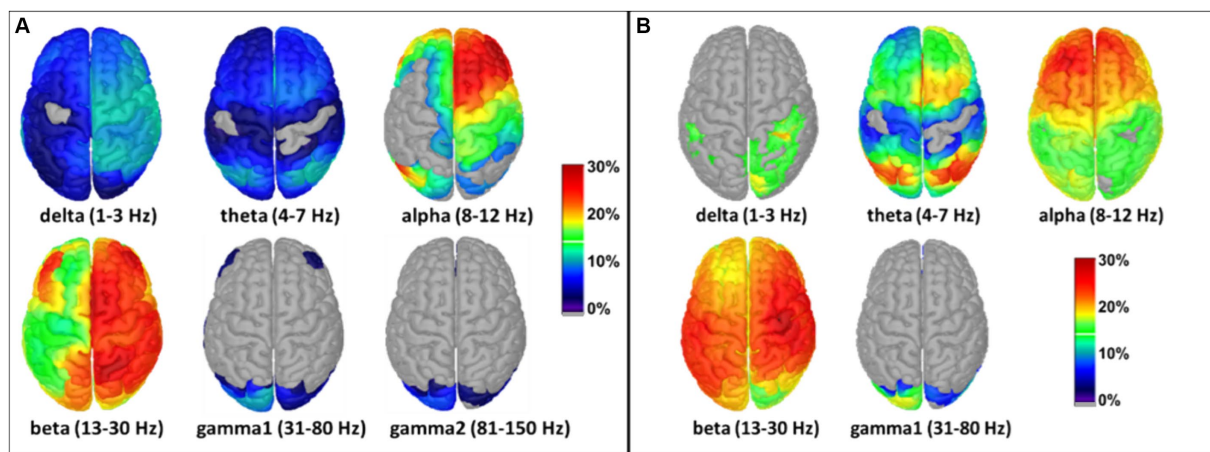 A
delta (1-3 Hz)
theta (4-7 Hz)
alpha (8-12 Hz)
30%
20%
10%
0%
beta (13-30 Hz)
gamma1 (31-80 Hz)
gamma2 (81-150 Hz)
B
delta (1-3 Hz)
theta (4-7 Hz)
alpha (8-12 Hz)
30%
20%
10%
0%
beta (13-30 Hz)
gamma1 (31-80 Hz)